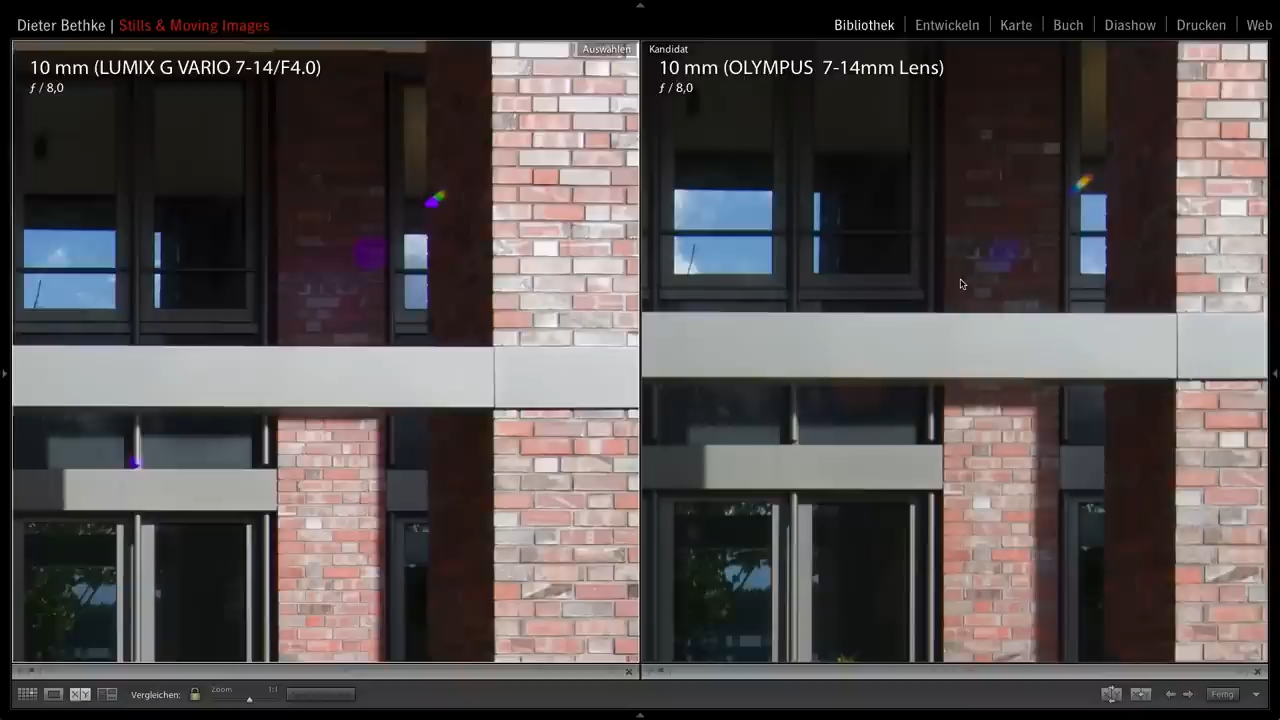 Dieter Bethke | Stills & Moving Images
Bibliothek | Entwickeln | Karte | Buch | Diashow | Drucken | Web
Auswählen
Kandidat
10 mm (LUMIX G VARIO 7-14/F4.0)
ƒ / 8,0
10 mm (OLYMPUS 7-14mm Lens)
ƒ / 8,0
X Y
Vergleichen:
Zoom
1:1
Fertig